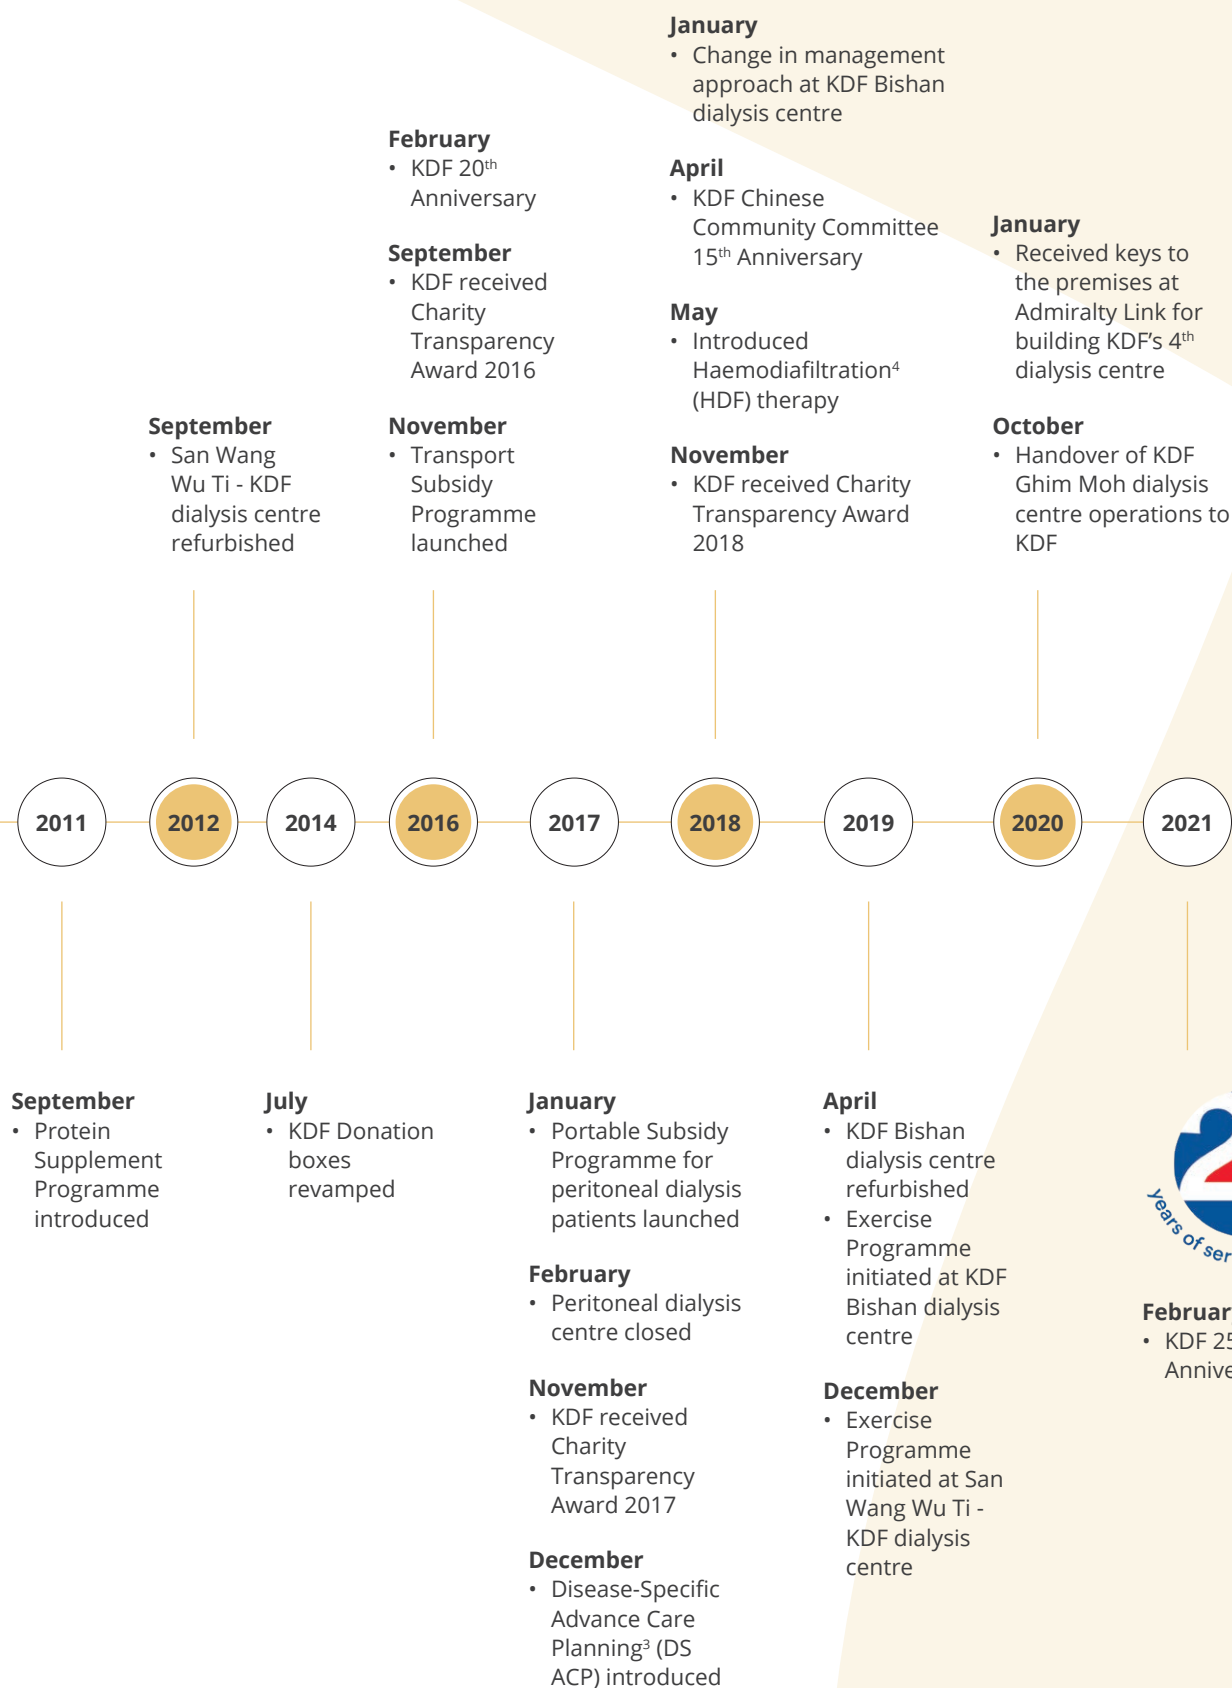 January
• Change in management
approach at KDF Bishan
dialysis centre
April
• KDF Chinese
Community Committee
15th Anniversary
May
• Introduced
Haemodiafiltration4
(HDF) therapy
November
• KDF received Charity
Transparency Award
2018
February
• KDF 20th
Anniversary
September
• KDF received
Charity
Transparency
Award 2016
November
• Transport
Subsidy
Programme
launched
September
• San Wang
Wu Ti - KDF
dialysis centre
refurbished
January
• Received keys to
the premises at
Admiralty Link for
building KDF's 4th
dialysis centre
October
• Handover of KDF
Ghim Moh dialysis
centre operations to
KDF
2011
2012
2014
2016
2017
2018
2019
2020
2021
September
• Protein
Supplement
Programme
introduced
July
• KDF Donation
boxes
revamped
January
• Portable Subsidy
Programme for
peritoneal dialysis
patients launched
February
• Peritoneal dialysis
centre closed
November
• KDF received
Charity
Transparency
Award 2017
December
• Disease-Specific
Advance Care
Planning3 (DS
ACP) introduced
April
• KDF Bishan
dialysis centre
refurbished
• Exercise
Programme
initiated at KDF
Bishan dialysis
centre
December
• Exercise
Programme
initiated at San
Wang Wu Ti -
KDF dialysis
centre
2
years of ser
Februar
• KDF 25
Annive